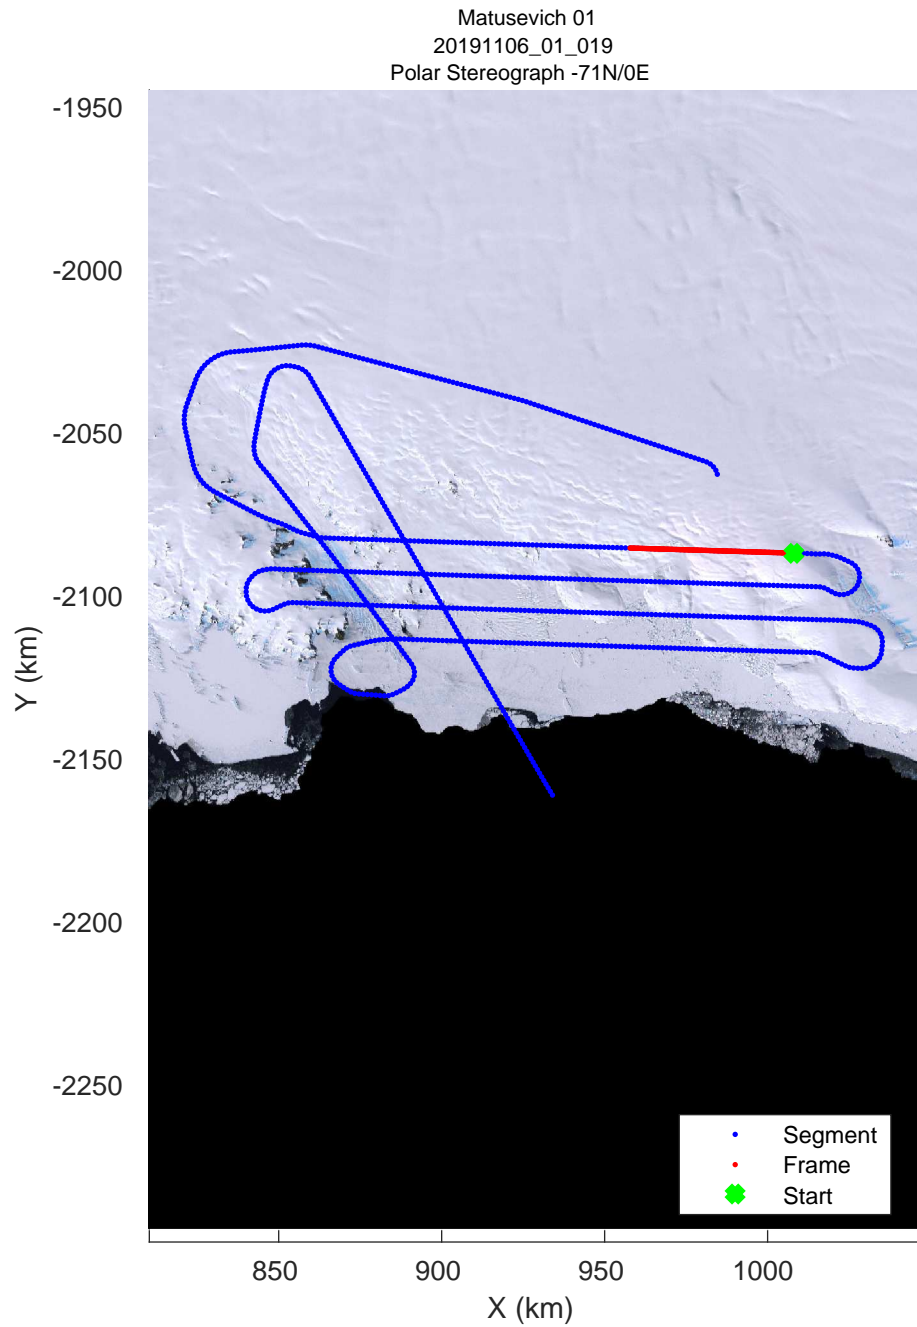 Matusevich 01
20191106_01_019
Polar Stereograph -71N/0E
-1950
-2000
-2050
-2100
-2150
-2200
-2250
Y (km)
Segment
Frame
Start
850
900
950
1000
X (km)